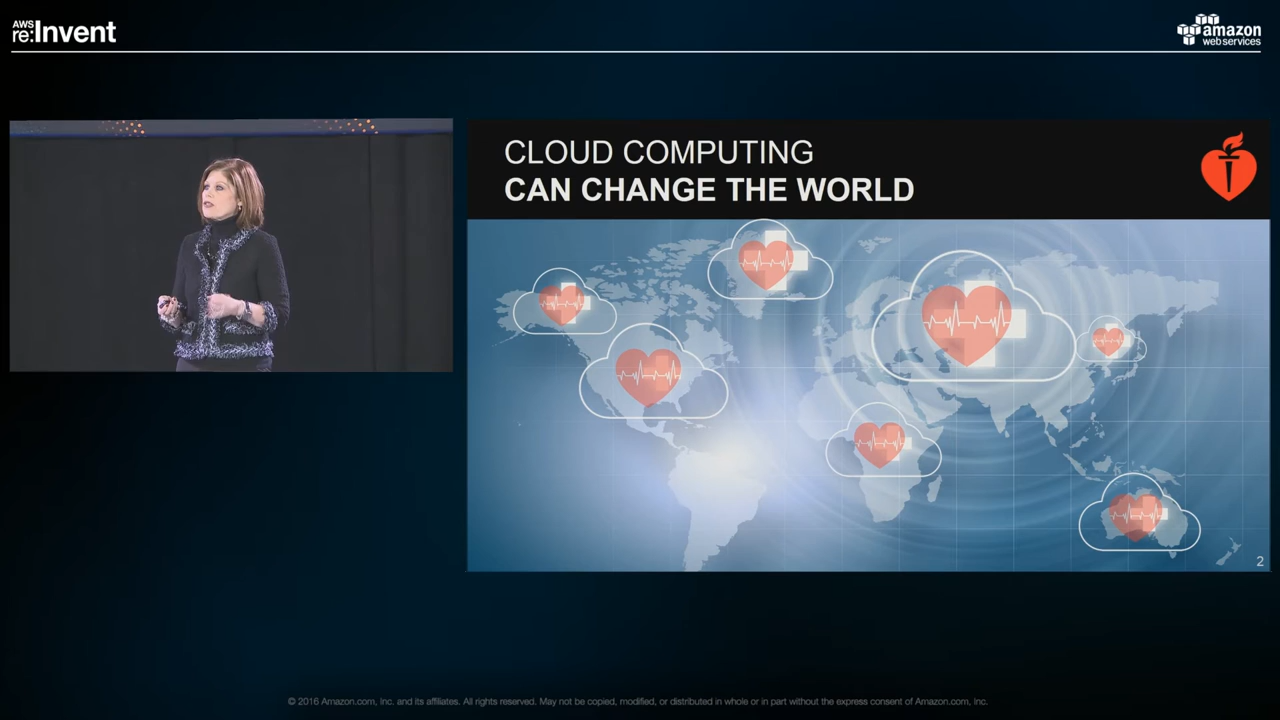 AWS
re:Invent
amazon
web services
CLOUD COMPUTING
CAN CHANGE THE WORLD
2
© 2016 Amazon.com, Inc. and its affiliates. All rights reserved. May not be copied, modified, or distributed in whole or in part without the express consent of Amazon.com, Inc.